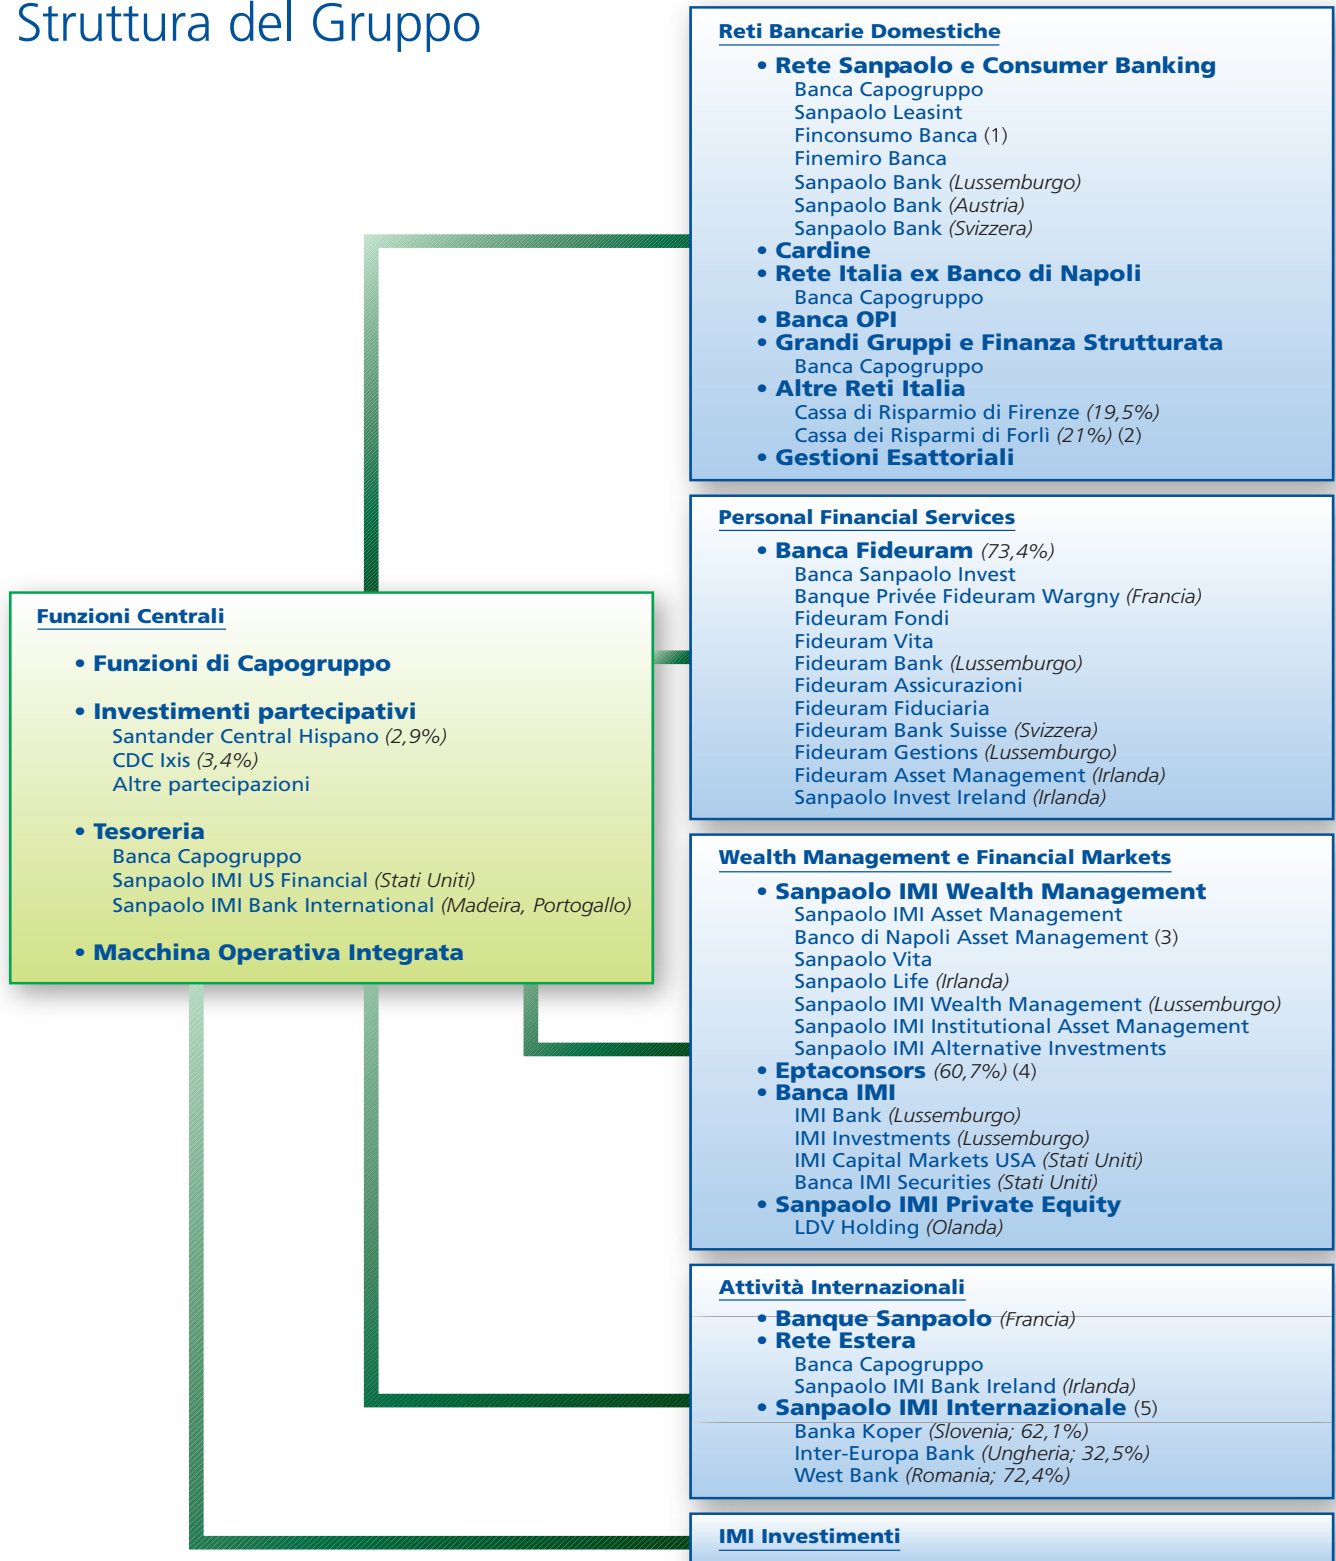 Struttura del Gruppo
Reti Bancarie Domestiche
• Rete Sanpaolo e Consumer Banking
Banca Capogruppo
Sanpaolo Leasint
Finconsumo Banca (1)
Finemiro Banca
Sanpaolo Bank (Lussemburgo)
Sanpaolo Bank (Austria)
Sanpaolo Bank (Svizzera)
• Cardine
• Rete Italia ex Banco di Napoli
Banca Capogruppo
• Banca OPI
• Grandi Gruppi e Finanza Strutturata
Banca Capogruppo
• Altre Reti Italia
Cassa di Risparmio di Firenze (19,5%)
Cassa dei Risparmi di Forlì (21%) (2)
• Gestioni Esattoriali
Personal Financial Services
• Banca Fideuram (73,4%)
Banca Sanpaolo Invest
Banque Privée Fideuram Wargny (Francia)
Fideuram Fondi
Fideuram Vita
Fideuram Bank (Lussemburgo)
Fideuram Assicurazioni
Fideuram Fiduciaria
Fideuram Bank Suisse (Svizzera)
Fideuram Gestions (Lussemburgo)
Fideuram Asset Management (Irlanda)
Sanpaolo Invest Ireland (Irlanda)
Funzioni Centrali
• Funzioni di Capogruppo
• Investimenti partecipativi
Santander Central Hispano (2,9%)
CDC Ixis (3,4%)
Altre partecipazioni
• Tesoreria
Banca Capogruppo
Sanpaolo IMI US Financial (Stati Uniti)
Sanpaolo IMI Bank International (Madeira, Portogallo)
• Macchina Operativa Integrata
Wealth Management e Financial Markets
• Sanpaolo IMI Wealth Management
Sanpaolo IMI Asset Management
Banco di Napoli Asset Management (3)
Sanpaolo Vita
Sanpaolo Life (Irlanda)
Sanpaolo IMI Wealth Management (Lussemburgo)
Sanpaolo IMI Institutional Asset Management
Sanpaolo IMI Alternative Investments
• Eptaconsors (60,7%) (4)
• Banca IMI
IMI Bank (Lussemburgo)
IMI Investments (Lussemburgo)
IMI Capital Markets USA (Stati Uniti)
Banca IMI Securities (Stati Uniti)
• Sanpaolo IMI Private Equity
LDV Holding (Olanda)
Attività Internazionali
• Banque Sanpaolo (Francia)
• Rete Estera
Banca Capogruppo
Sanpaolo IMI Bank Ireland (Irlanda)
• Sanpaolo IMI Internazionale (5)
Banka Koper (Slovenia; 62,1%)
Inter-Europa Bank (Ungheria; 32,5%)
West Bank (Romania; 72,4%)
IMI Investimenti